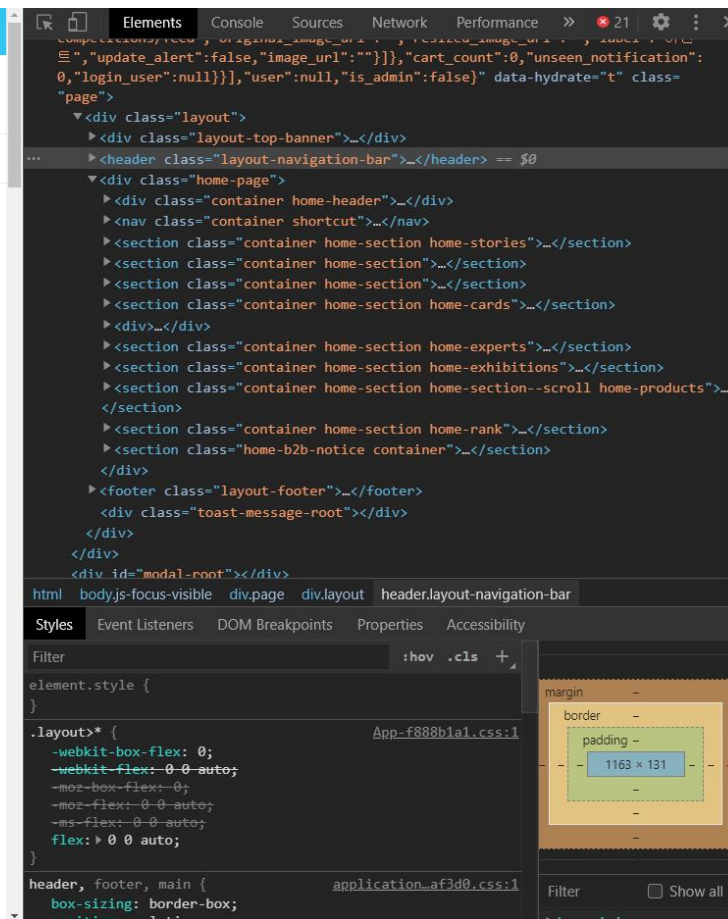 Elements Console Sources Network Performance » 21
competitions/feed","original_image_url":"","resized_image_url":"","label":"이벤
트","update_alert":false,"image_url":""}]},"cart_count":0,"unseen_notification":
0,"login_user":null}}],"user":null,"is_admin":false}" data-hydrate="t" class=
"page">
▼<div class="layout">
▶<div class="layout-top-banner">…</div>
… ▶<header class="layout-navigation-bar">…</header> == $0
▼<div class="home-page">
▶<div class="container home-header">…</div>
▶<nav class="container shortcut">…</nav>
▶<section class="container home-section home-stories">…</section>
▶<section class="container home-section">…</section>
▶<section class="container home-section">…</section>
▶<section class="container home-section home-cards">…</section>
▶<div>…</div>
▶<section class="container home-section home-experts">…</section>
▶<section class="container home-section home-exhibitions">…</section>
▶<section class="container home-section home-section--scroll home-products">…
</section>
▶<section class="container home-section home-rank">…</section>
▶<section class="home-b2b-notice container">…</section>
</div>
▶<footer class="layout-footer">…</footer>
<div class="toast-message-root"></div>
</div>
</div>
<div id="modal-root"></div>
html body.js-focus-visible div.page div.layout header.layout-navigation-bar
Styles Event Listeners DOM Breakpoints Properties Accessibility
Filter :hov .cls +
element.style {
}
.layout>* { App-f888b1a1.css:1
-webkit-box-flex: 0;
-webkit-flex: 0 0 auto;
-moz-box-flex: 0;
-moz-flex: 0 0 auto;
-ms-flex: 0 0 auto;
flex: ▶ 0 0 auto;
}
header, footer, main { application…af3d0.css:1
box-sizing: border-box;
margin –
border –
padding –
– – – 1163 × 131 – – –
–
–
–
Filter Show all